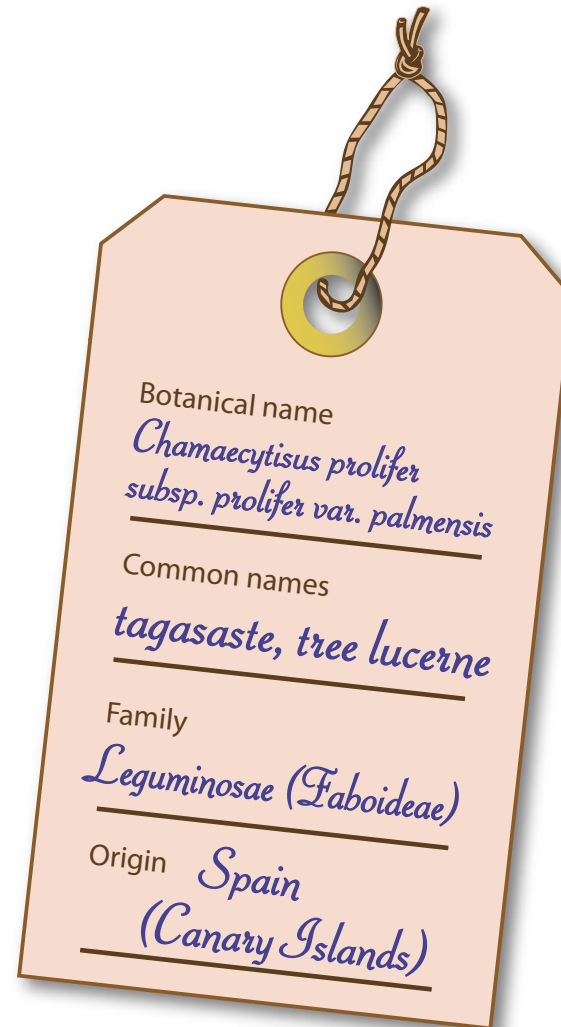 Botanical name
Chamaecytisus prolifer
subsp. prolifer var. palmensis
Common names
tagasaste, tree lucerne
Family
Leguminosae (Faboideae)
Origin Spain
(Canary Islands)